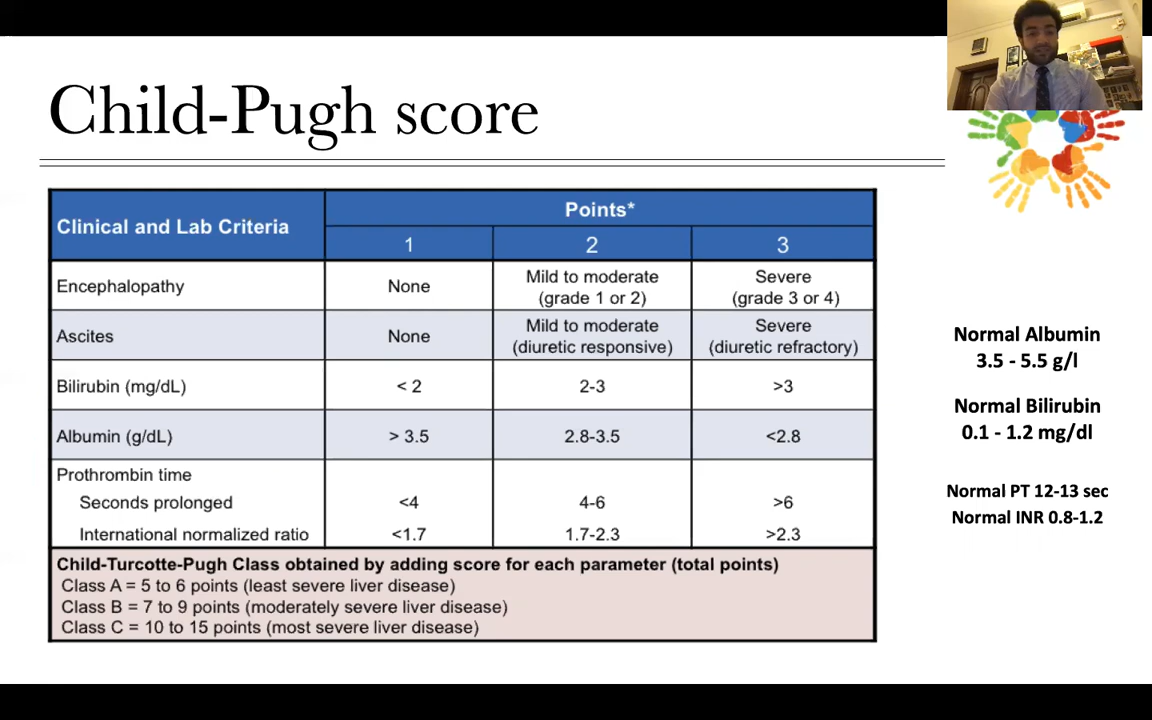 Child-Pugh score
Clinical and Lab Criteria
Points*
1 2 3
Encephalopathy None Mild to moderate (grade 1 or 2) Severe (grade 3 or 4)
Ascites None Mild to moderate (diuretic responsive) Severe (diuretic refractory)
Bilirubin (mg/dL) < 2 2-3 >3
Albumin (g/dL) > 3.5 2.8-3.5 <2.8
Prothrombin time
Seconds prolonged <4 4-6 >6
International normalized ratio <1.7 1.7-2.3 >2.3
Child-Turcotte-Pugh Class obtained by adding score for each parameter (total points)
Class A = 5 to 6 points (least severe liver disease)
Class B = 7 to 9 points (moderately severe liver disease)
Class C = 10 to 15 points (most severe liver disease)
Normal Albumin
3.5 - 5.5 g/l
Normal Bilirubin
0.1 - 1.2 mg/dl
Normal PT 12-13 sec
Normal INR 0.8-1.2